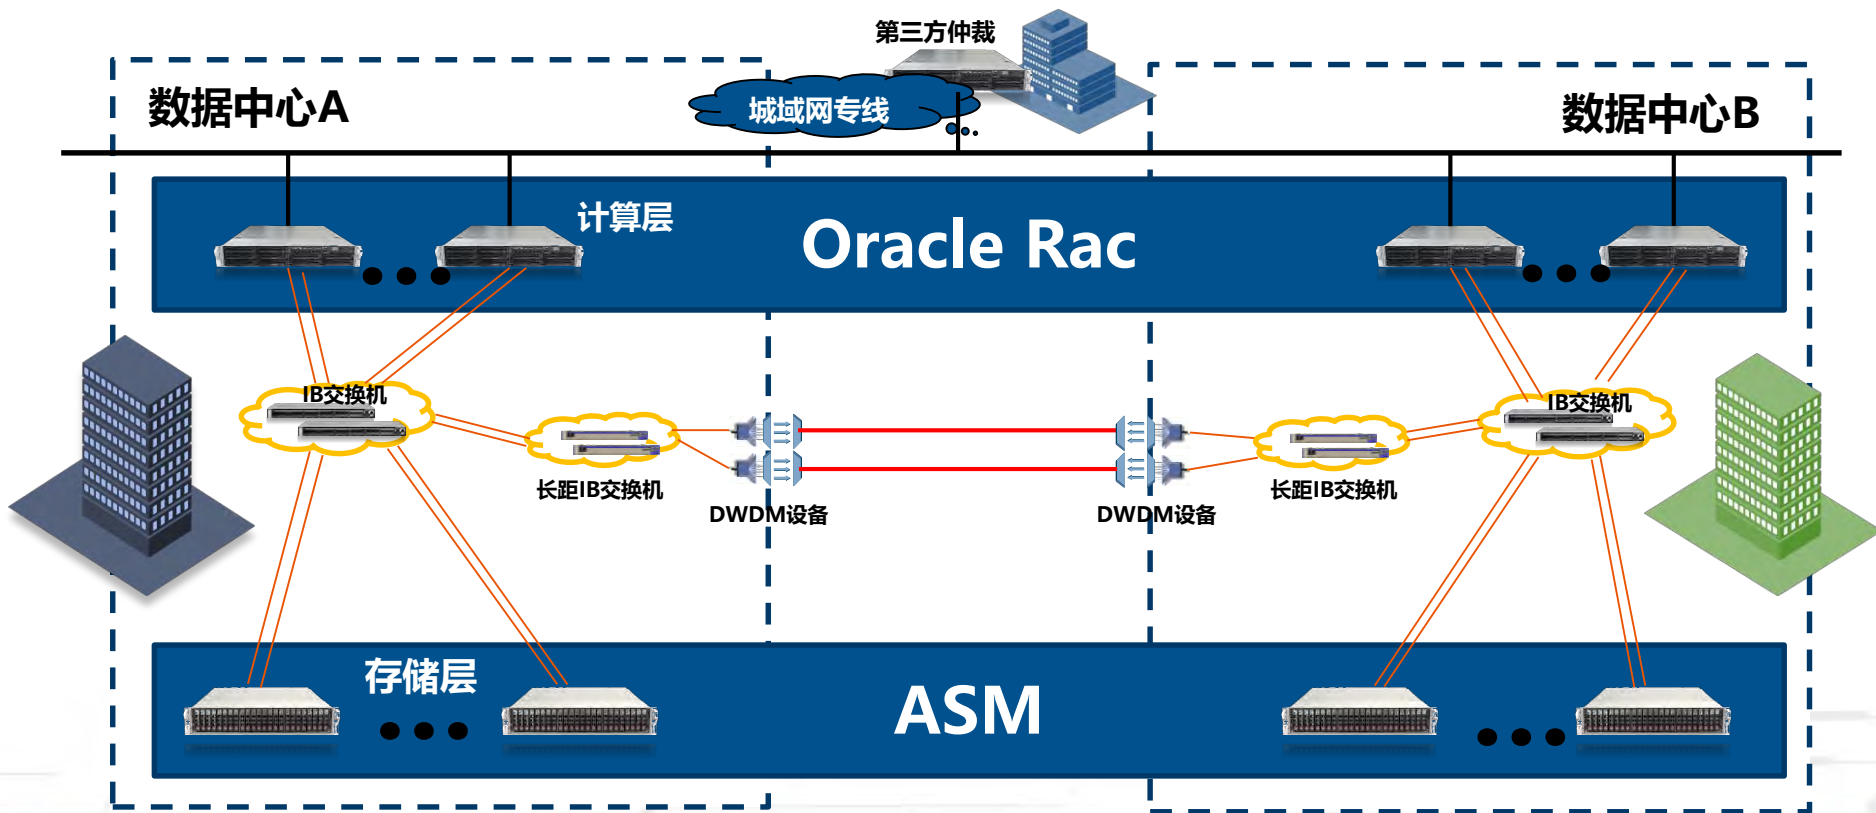 第三方仲裁
城域网专线
数据中心A
数据中心B
计算层
Oracle Rac
IB交换机
IB交换机
长距IB交换机
长距IB交换机
DWDM设备
DWDM设备
存储层
ASM